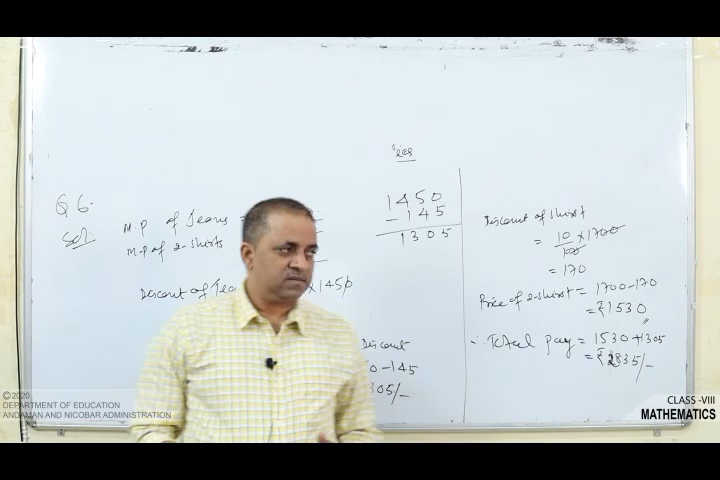 Q 6.
Sol
M P of Jeans =
M.P of 2-shirts
Discount of Jea
×1450
1450
-145
1305
Discount
0-145
305/-
Discount of shirt
= 10/100 × 1700
= 170
Price of 2-shirt = 1700-170
= ₹1530
∴ Total pay = 1530+1305
= ₹2835/-
©2020
DEPARTMENT OF EDUCATION
ANDAMAN AND NICOBAR ADMINISTRATION
CLASS -VIII
MATHEMATICS